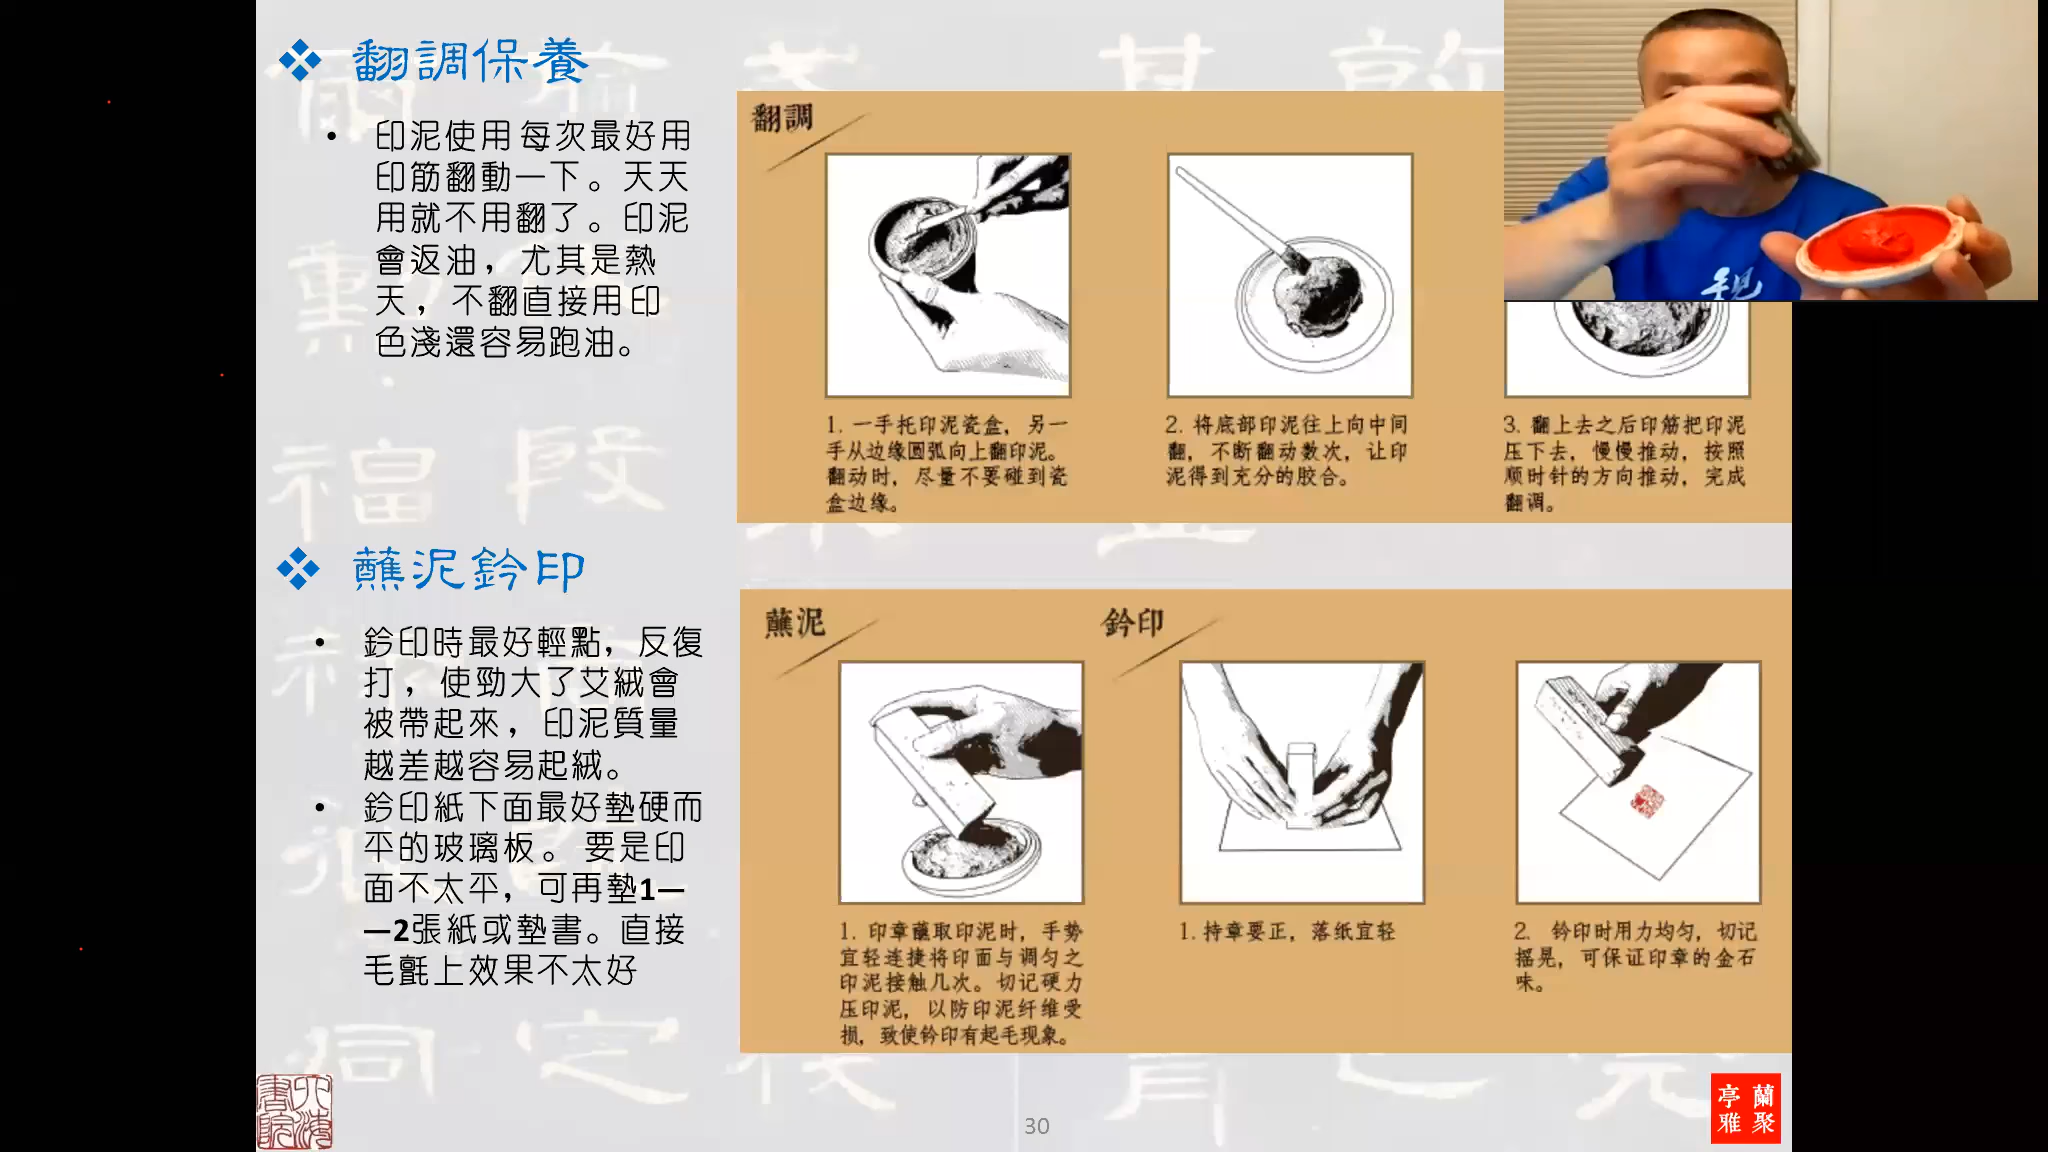 翻調保養
印泥使用每次最好用
印筋翻動一下。天天
用就不用翻了。印泥
會返油，尤其是熱
天，不翻直接用印
色淺還容易跑油。
翻調
1. 一手托印泥瓷盒，另一
手从边缘圆弧向上翻印泥。
翻动时，尽量不要碰到瓷
盒边缘。
2. 将底部印泥往上向中间
翻，不断翻动数次，让印
泥得到充分的胶合。
3. 翻上去之后印筋把印泥
压下去，慢慢推动，按照
顺时针的方向推动，完成
翻调。
蘸泥鈐印
鈐印時最好輕點，反復
打，使勁大了艾絨會
被帶起來，印泥質量
越差越容易起絨。
鈐印紙下面最好墊硬而
平的玻璃板。 要是印
面不太平，可再墊1—
—2張紙或墊書。直接
毛氈上效果不太好
蘸泥
1. 印章蘸取印泥时，手势
宜轻连捷将印面与调匀之
印泥接触几次。切记硬力
压印泥，以防印泥纤维受
损，致使钤印有起毛现象。
鈐印
1. 持章要正，落纸宜轻
2. 钤印时用力均匀，切记
摇晃，可保证印章的金石
味。
30
蘭聚
亭雅